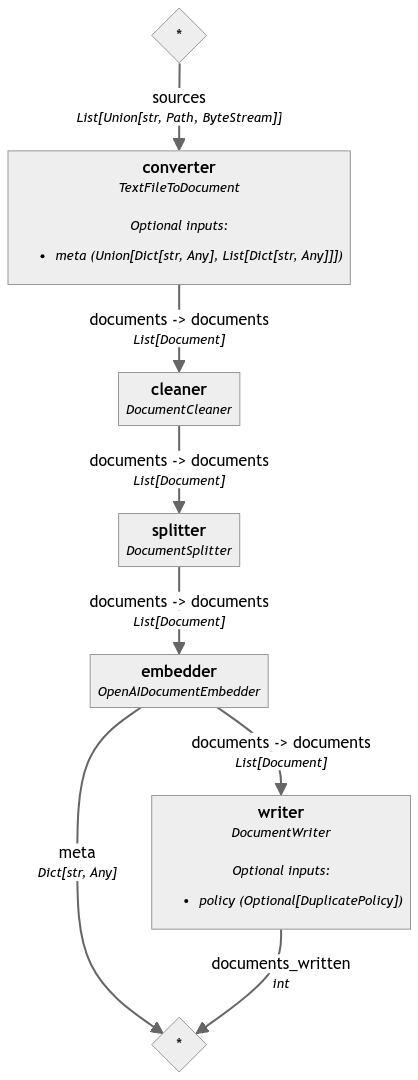 *
sources
List[Union[str, Path, ByteStream]]
converter
TextFileToDocument
Optional inputs:
• meta (Union[Dict[str, Any], List[Dict[str, Any]]])
documents -> documents
List[Document]
cleaner
DocumentCleaner
documents -> documents
List[Document]
splitter
DocumentSplitter
documents -> documents
List[Document]
embedder
OpenAIDocumentEmbedder
documents -> documents
List[Document]
writer
DocumentWriter
Optional inputs:
• policy (Optional[DuplicatePolicy])
meta
Dict[str, Any]
documents_written
int
*